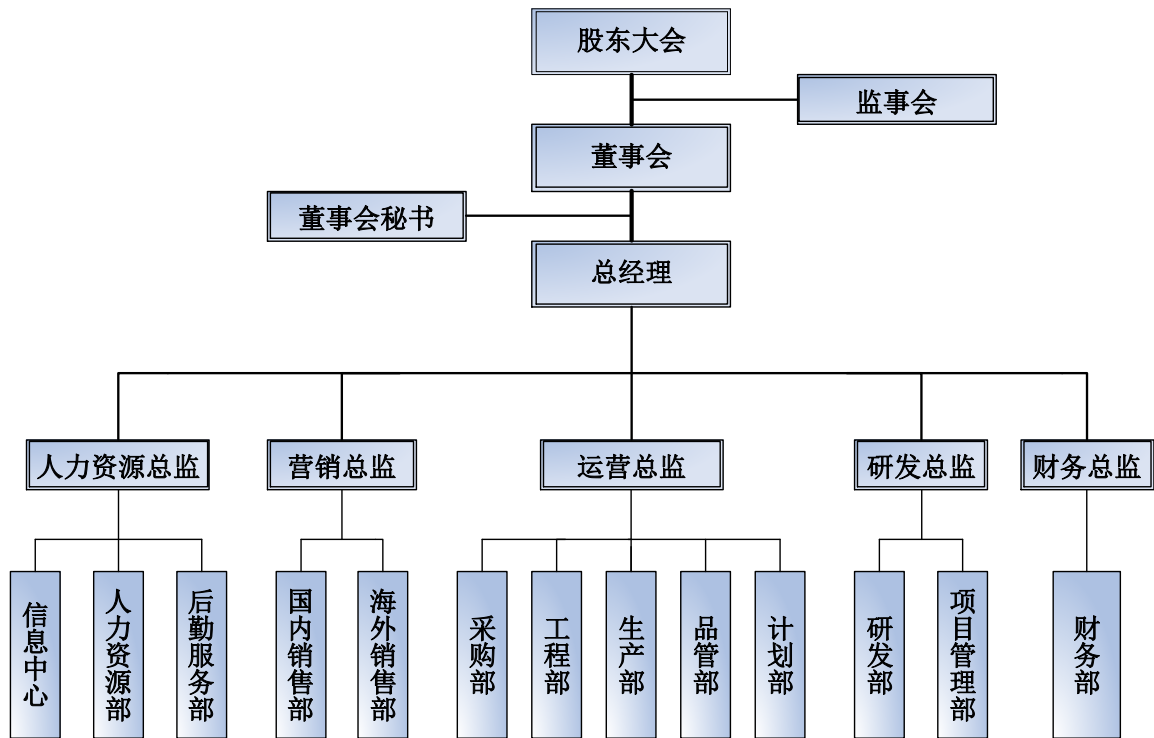 股东大会
监事会
董事会
董事会秘书
总经理
人力资源总监
营销总监
运营总监
研发总监
财务总监
信息中心
人力资源部
后勤服务部
国内销售部
海外销售部
采购部
工程部
生产部
品管部
计划部
研发部
项目管理部
财务部